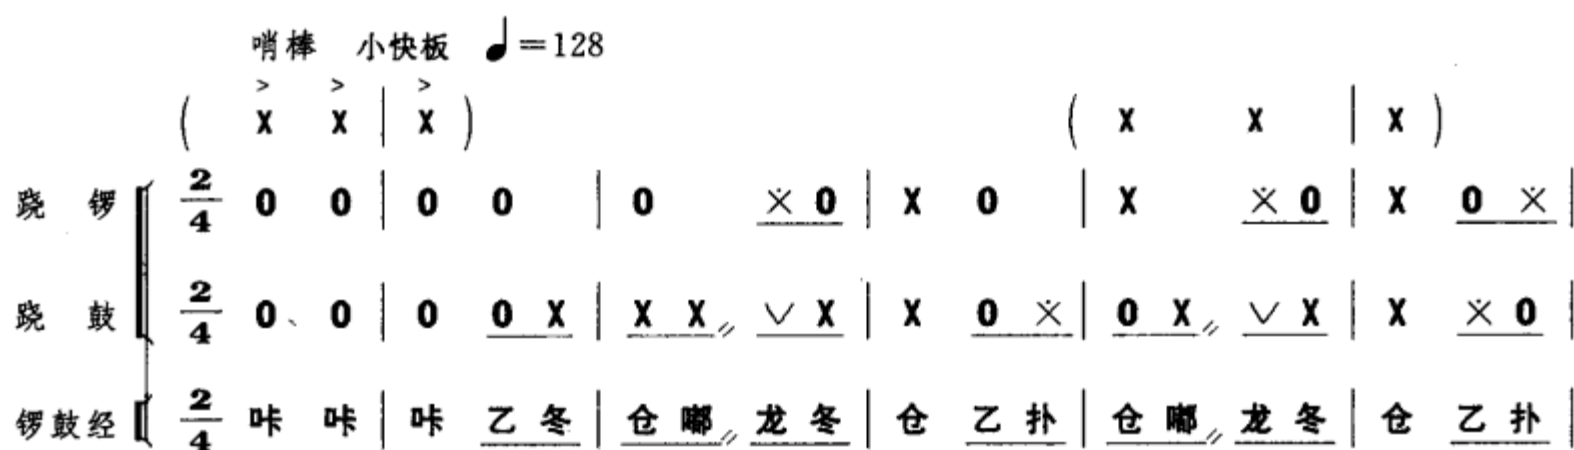 哨棒 小快板 ♩=128
( > > | >
( X X | X ) ( X X | X )
跷 锣 2/4 0 0 | 0 0 | 0 ※ 0 | X 0 | X ※ 0 | X 0 ※ |
跷 鼓 2/4 0 0 | 0 0 X | X X 〃 ∨ X | X 0 ※ | 0 X 〃 ∨ X | X ※ 0 |
锣鼓经 2/4 咔 咔 | 咔 乙 冬 | 仓 嘟 〃 龙 冬 | 仓 乙 扑 | 仓 嘟 〃 龙 冬 | 仓 乙 扑 |